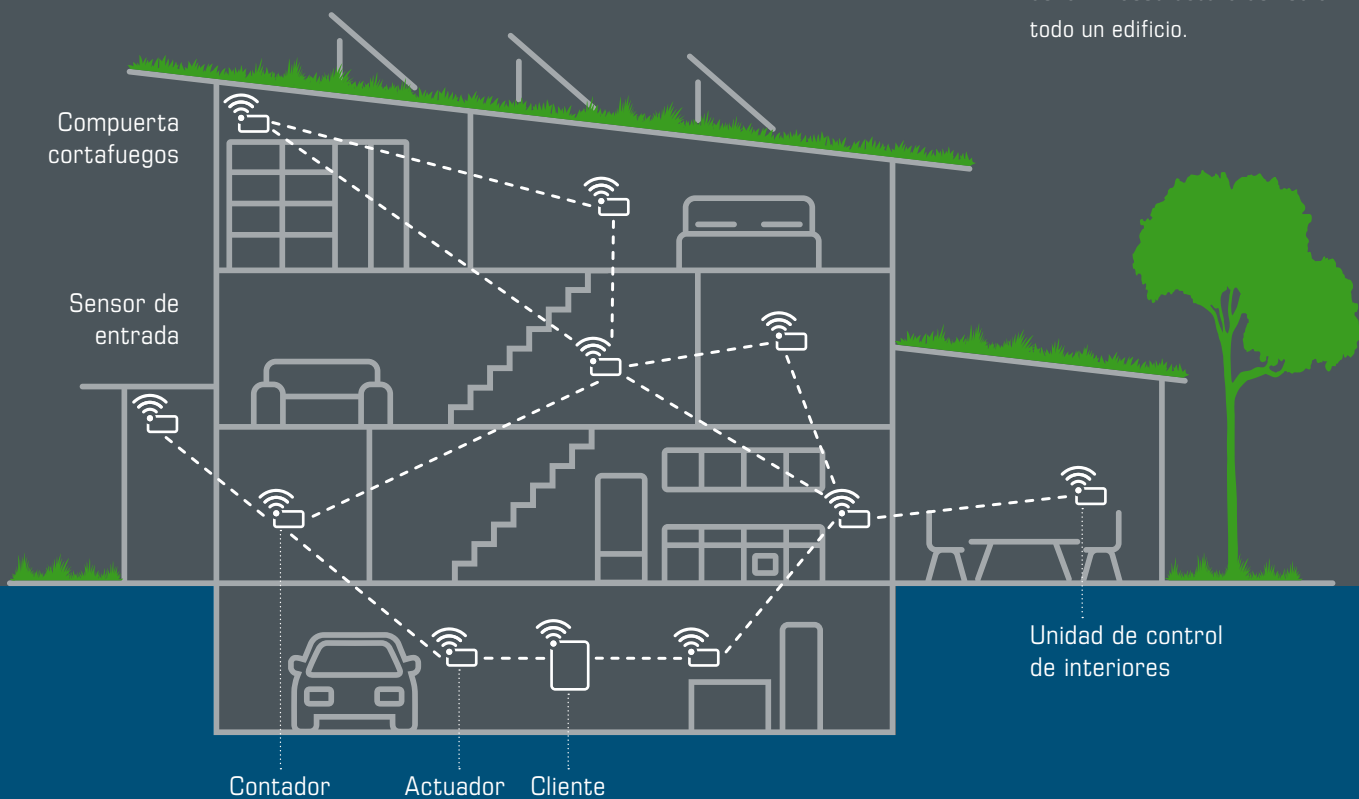 todo un edificio.
Compuerta
cortafuegos
Sensor de
entrada
Unidad de control
de interiores
Contador
Actuador
Cliente